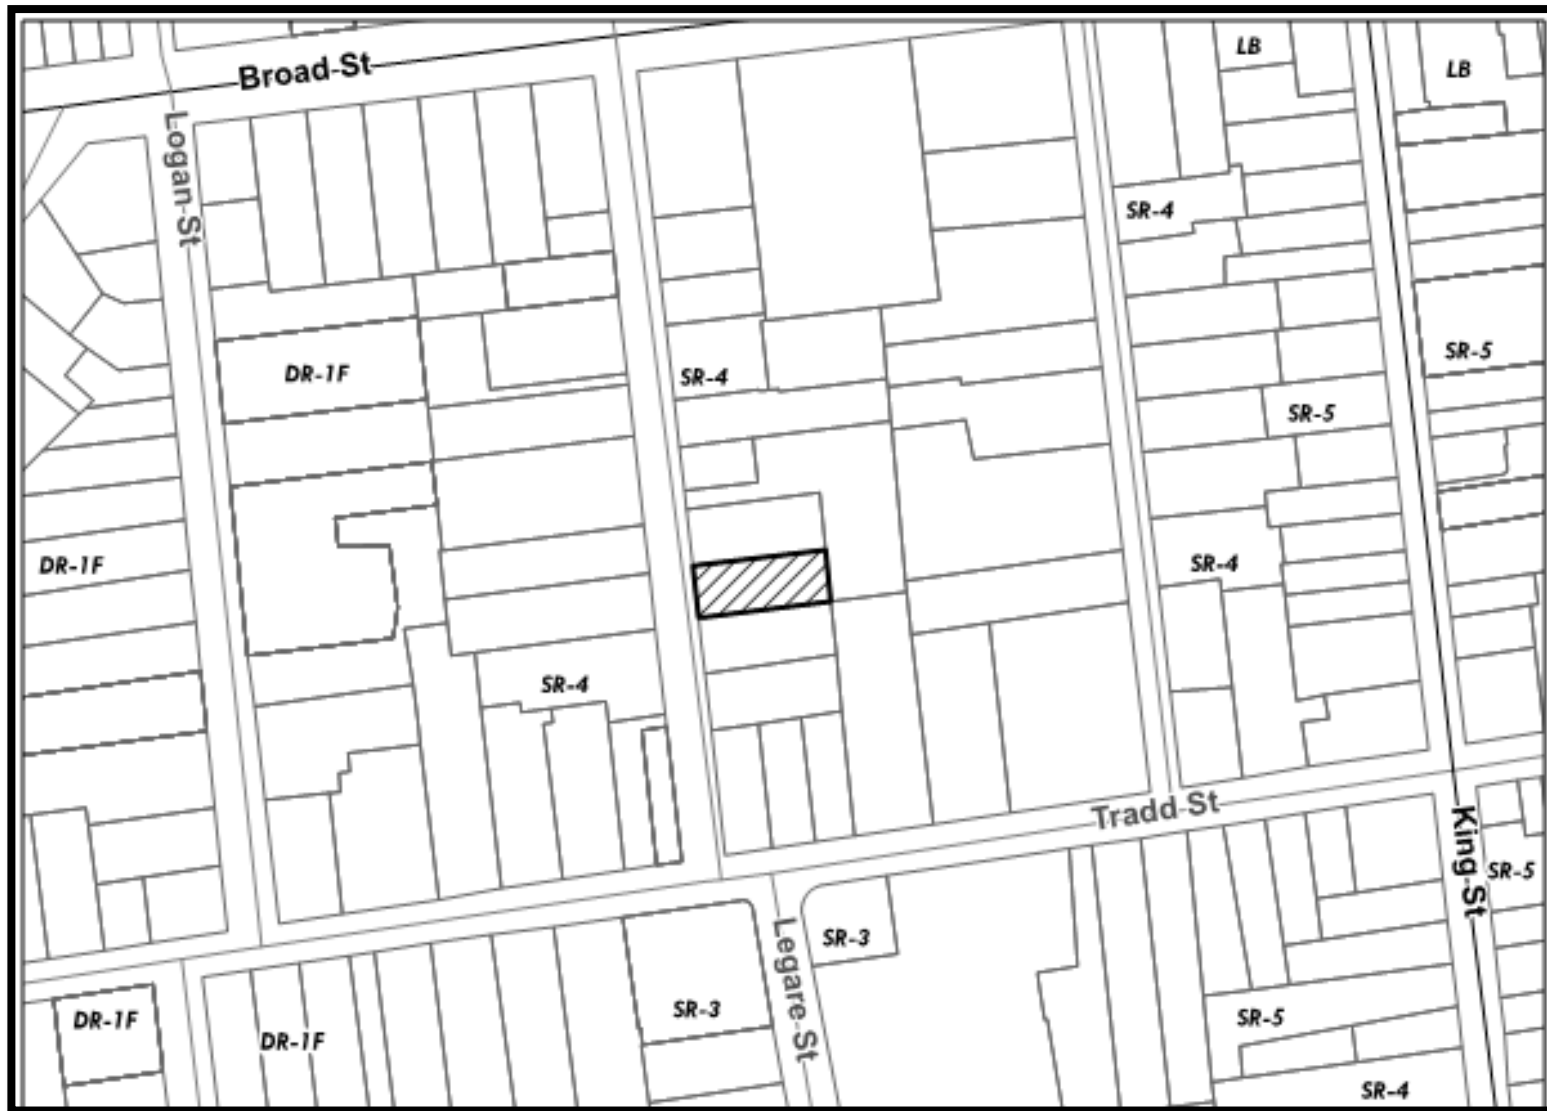 LB
Broad St
LB
Logan St
SR-4
SR-5
DR-1F
SR-4
SR-5
DR-1F
SR-4
SR-4
Tradd St
King St
SR-5
SR-3
Legare St
SR-3
DR-1F
SR-5
DR-1F
SR-4